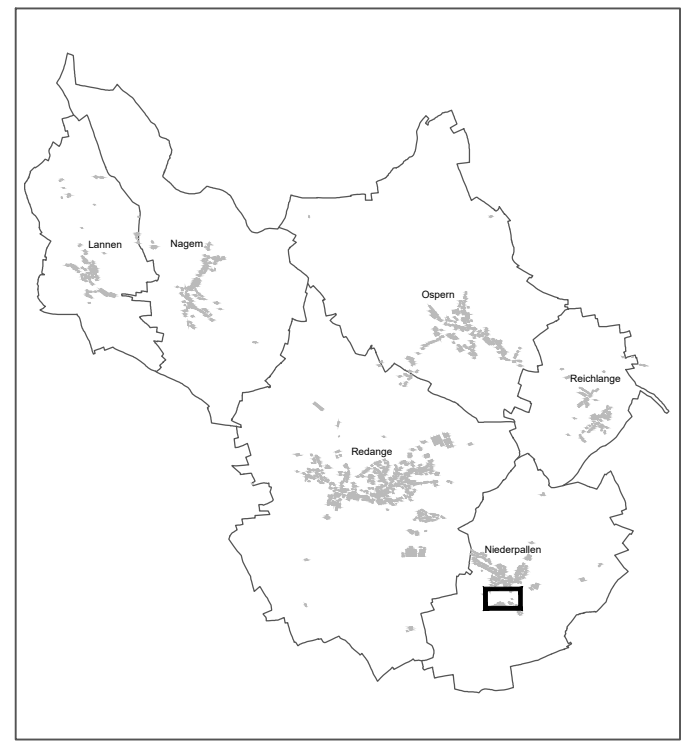 Lannen
Nagem
Ospern
Reichlange
Redange
Niederpallen